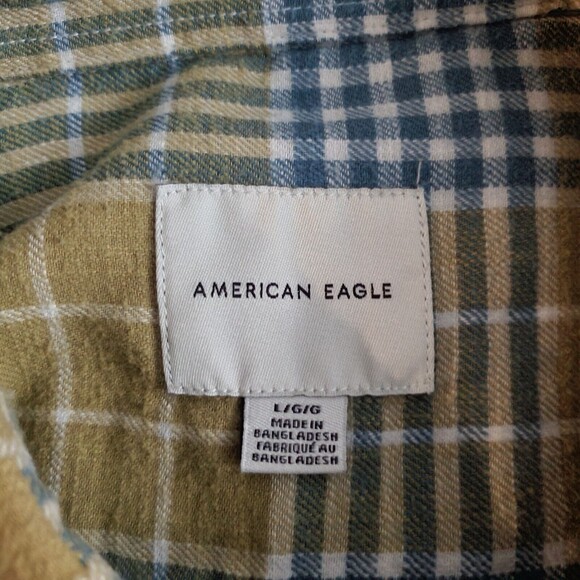 AMERICAN EAGLE
L/G/G
MADE IN
BANGLADESH
FABRIQUÉ AU
BANGLADESH